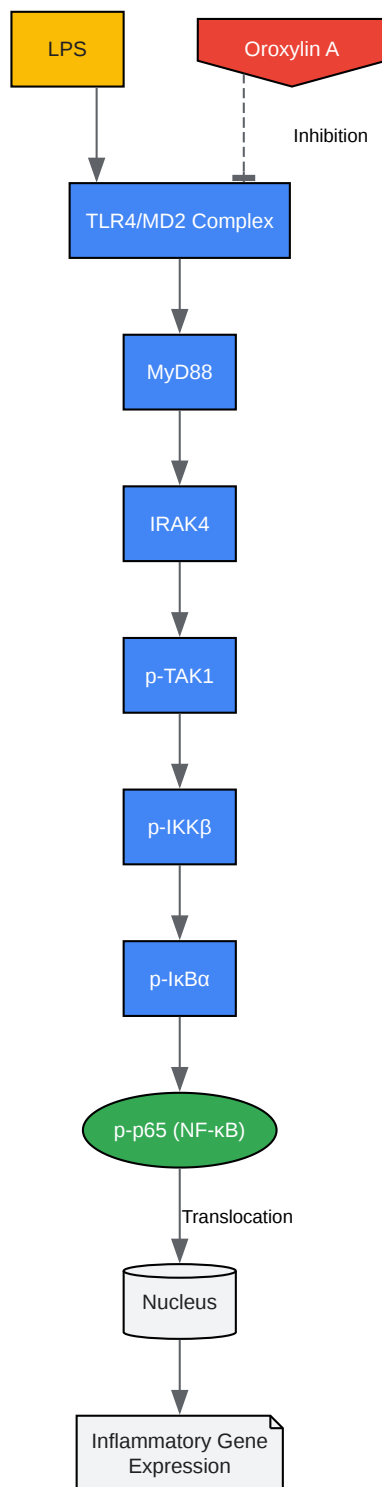 LPS
Oroxylin A
Inhibition
TLR4/MD2 Complex
MyD88
IRAK4
p-TAK1
p-IKKβ
p-IκBα
p-p65 (NF-κB)
Translocation
Nucleus
Inflammatory Gene
Expression